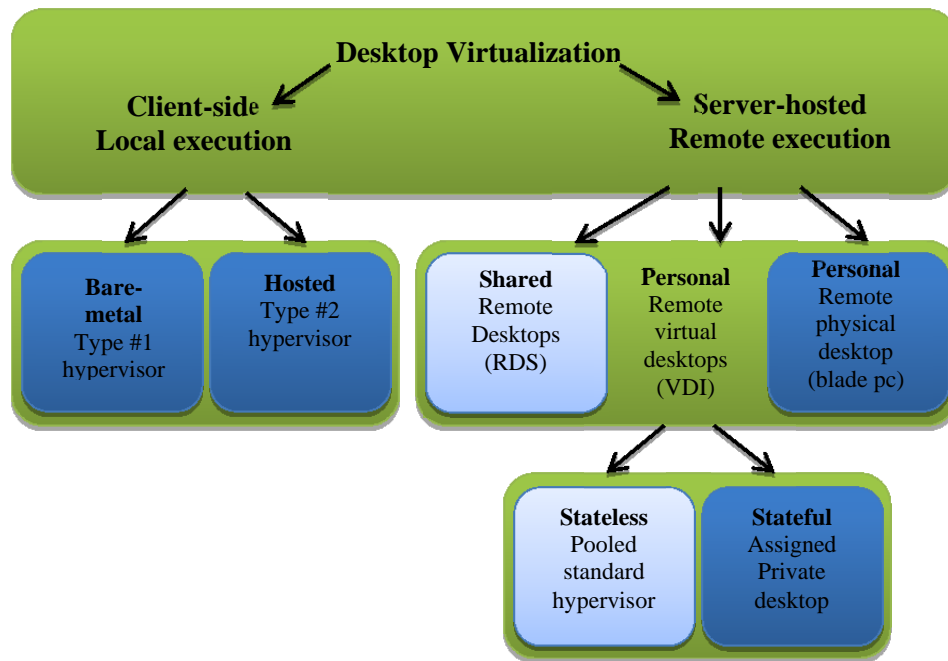 Desktop Virtualization
Client-side
Local execution
Server-hosted
Remote execution
Bare-
metal
Type #1
hypervisor
Hosted
Type #2
hypervisor
Shared
Remote
Desktops
(RDS)
Personal
Remote
virtual
desktops
(VDI)
Personal
Remote
physical
desktop
(blade pc)
Stateless
Pooled
standard
hypervisor
Stateful
Assigned
Private
desktop